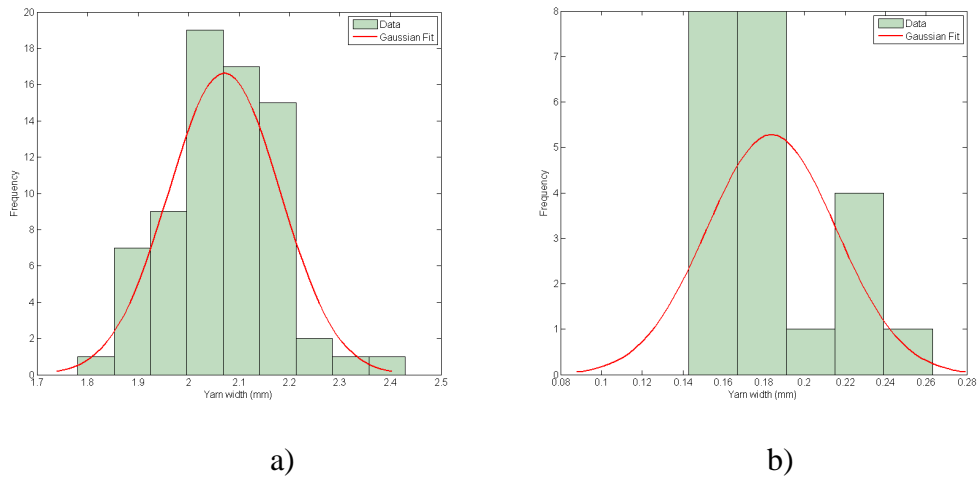 20
18
16
14
12
10
8
6
4
2
0
Frequency
1.7 1.8 1.9 2 2.1 2.2 2.3 2.4 2.5
Yarn width (mm)
Data
Gaussian Fit
a)
8
7
6
5
4
3
2
1
0
Frequency
0.08 0.1 0.12 0.14 0.16 0.18 0.2 0.22 0.24 0.26 0.28
Yarn width (mm)
Data
Gaussian Fit
b)